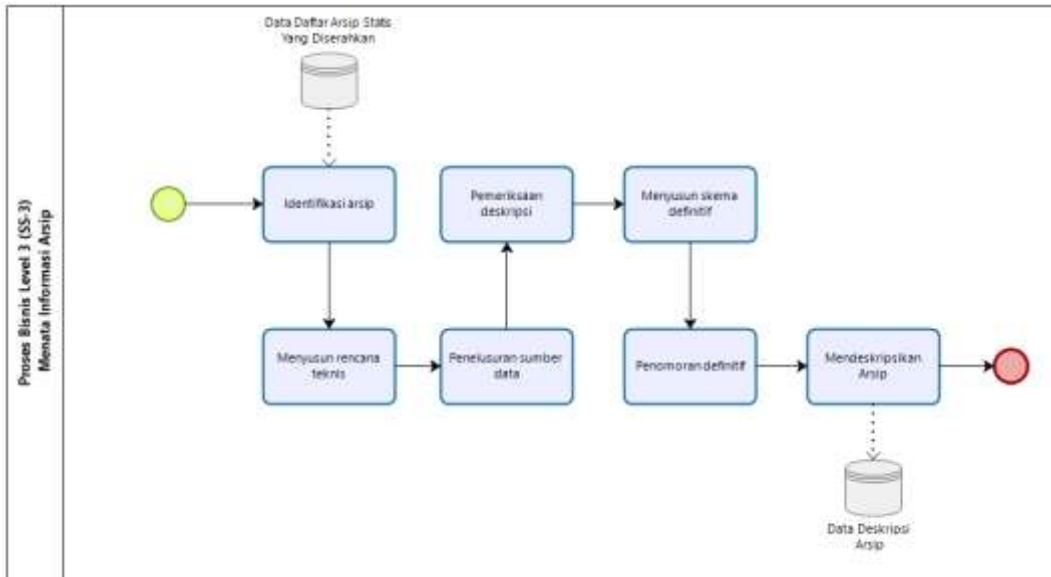 Proses Bisnis Level 3 (SS-3)
Menata Informasi Arsip
Data Daftar Arsip Statis
Yang Diserahkan
Identifikasi arsip
Pemeriksaan
deskripsi
Menyusun skema
definitif
Menyusun rencana
teknis
Penelusuran sumber
data
Penomoran definitif
Mendeskripsikan
Arsip
Data Deskripsi
Arsip